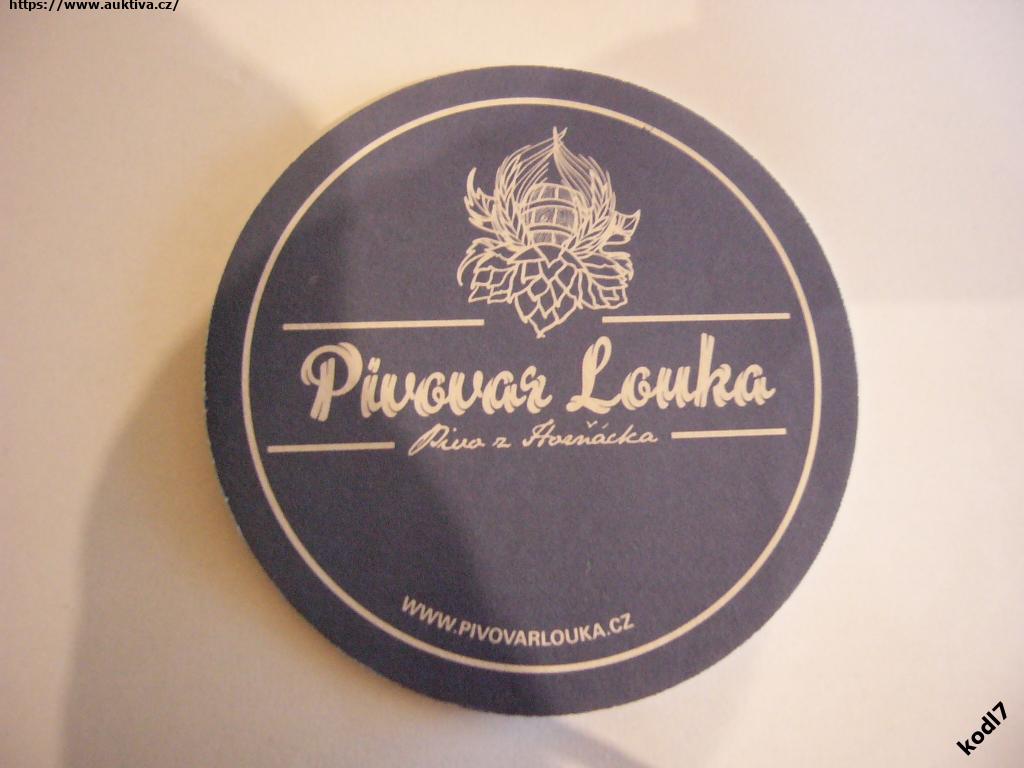 https://www.auktiva.cz/
Pivovar Louka
Pivo z Horňácka
WWW.PIVOVARLOUKA.CZ
kodl7